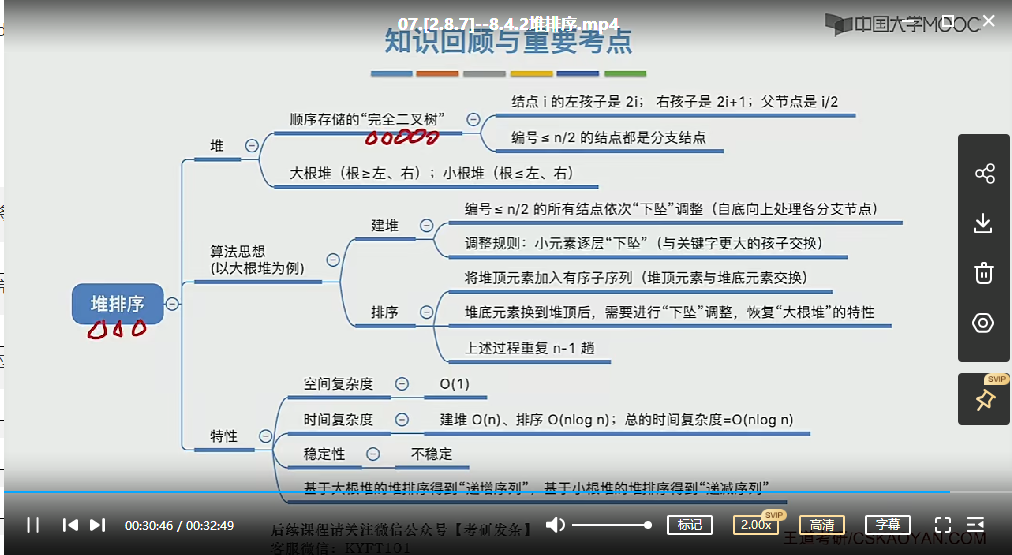 07.[2.8.7]--8.4.2堆排序.mp4
中国大学MOOC
知识回顾与重要考点
结点 i 的左孩子是 2i； 右孩子是 2i+1；父节点是 i/2
顺序存储的“完全二叉树”
编号≤ n/2 的结点都是分支结点
堆
大根堆（根≥左、右）；小根堆（根≤左、右）
编号≤ n/2 的所有结点依次“下坠”调整（自底向上处理各分支节点）
建堆
调整规则：小元素逐层“下坠”（与关键字更大的孩子交换）
算法思想
(以大根堆为例)
将堆顶元素加入有序子序列（堆顶元素与堆底元素交换）
堆排序
排序
堆底元素换到堆顶后，需要进行“下坠”调整，恢复“大根堆”的特性
上述过程重复 n-1 趟
空间复杂度
O(1)
时间复杂度
建堆 O(n)、排序 O(nlog n)；总的时间复杂度=O(nlog n)
特性
稳定性
不稳定
基于大根堆的堆排序得到“递增序列”，基于小根堆的堆排序得到“递减序列”
SVIP
00:30:46 / 00:32:49
标记
2.00x
SVIP
高清
字幕
后续课程请关注微信公众号【考研发条】
客服微信：KYFT101
王道考研/CSKAOYAN.COM